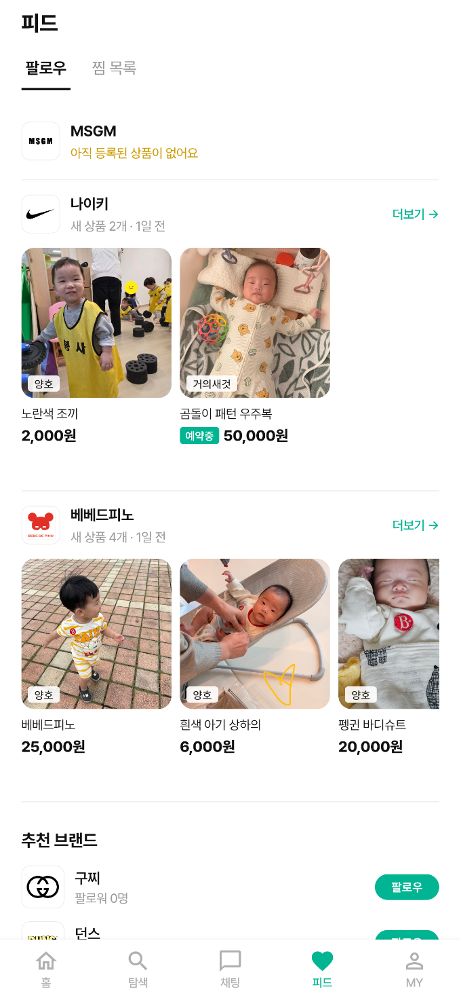 피드
팔로우 찜 목록
MSGM
MSGM
아직 등록된 상품이 없어요
나이키
새 상품 2개 · 1일 전
더보기 →
봉 사
양호
거의새것
노란색 조끼
2,000원
곰돌이 패턴 우주복
예약중 50,000원
BEBE DE PINO
베베드피노
새 상품 4개 · 1일 전
더보기 →
B
양호
양호
양호
베베드피노
25,000원
흰색 아기 상하의
6,000원
펭귄 바디슈트
20,000원
추천 브랜드
구찌
팔로워 0명
팔로우
던스
홈 탐색 채팅 피드 MY